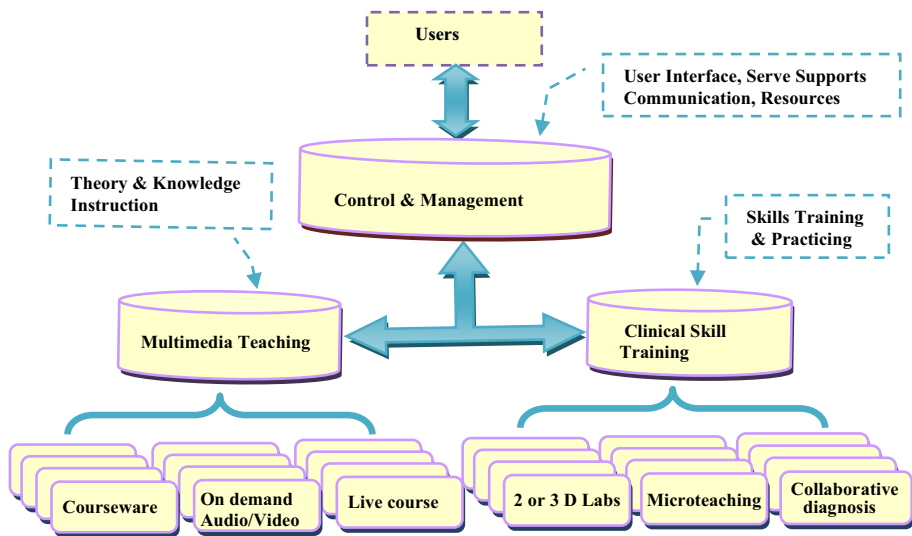 Users
User Interface, Serve Supports
Communication, Resources
Theory & Knowledge
Instruction
Control & Management
Skills Training
& Practicing
Multimedia Teaching
Clinical Skill
Training
Courseware
On demand
Audio/Video
Live course
2 or 3 D Labs
Microteaching
Collaborative
diagnosis